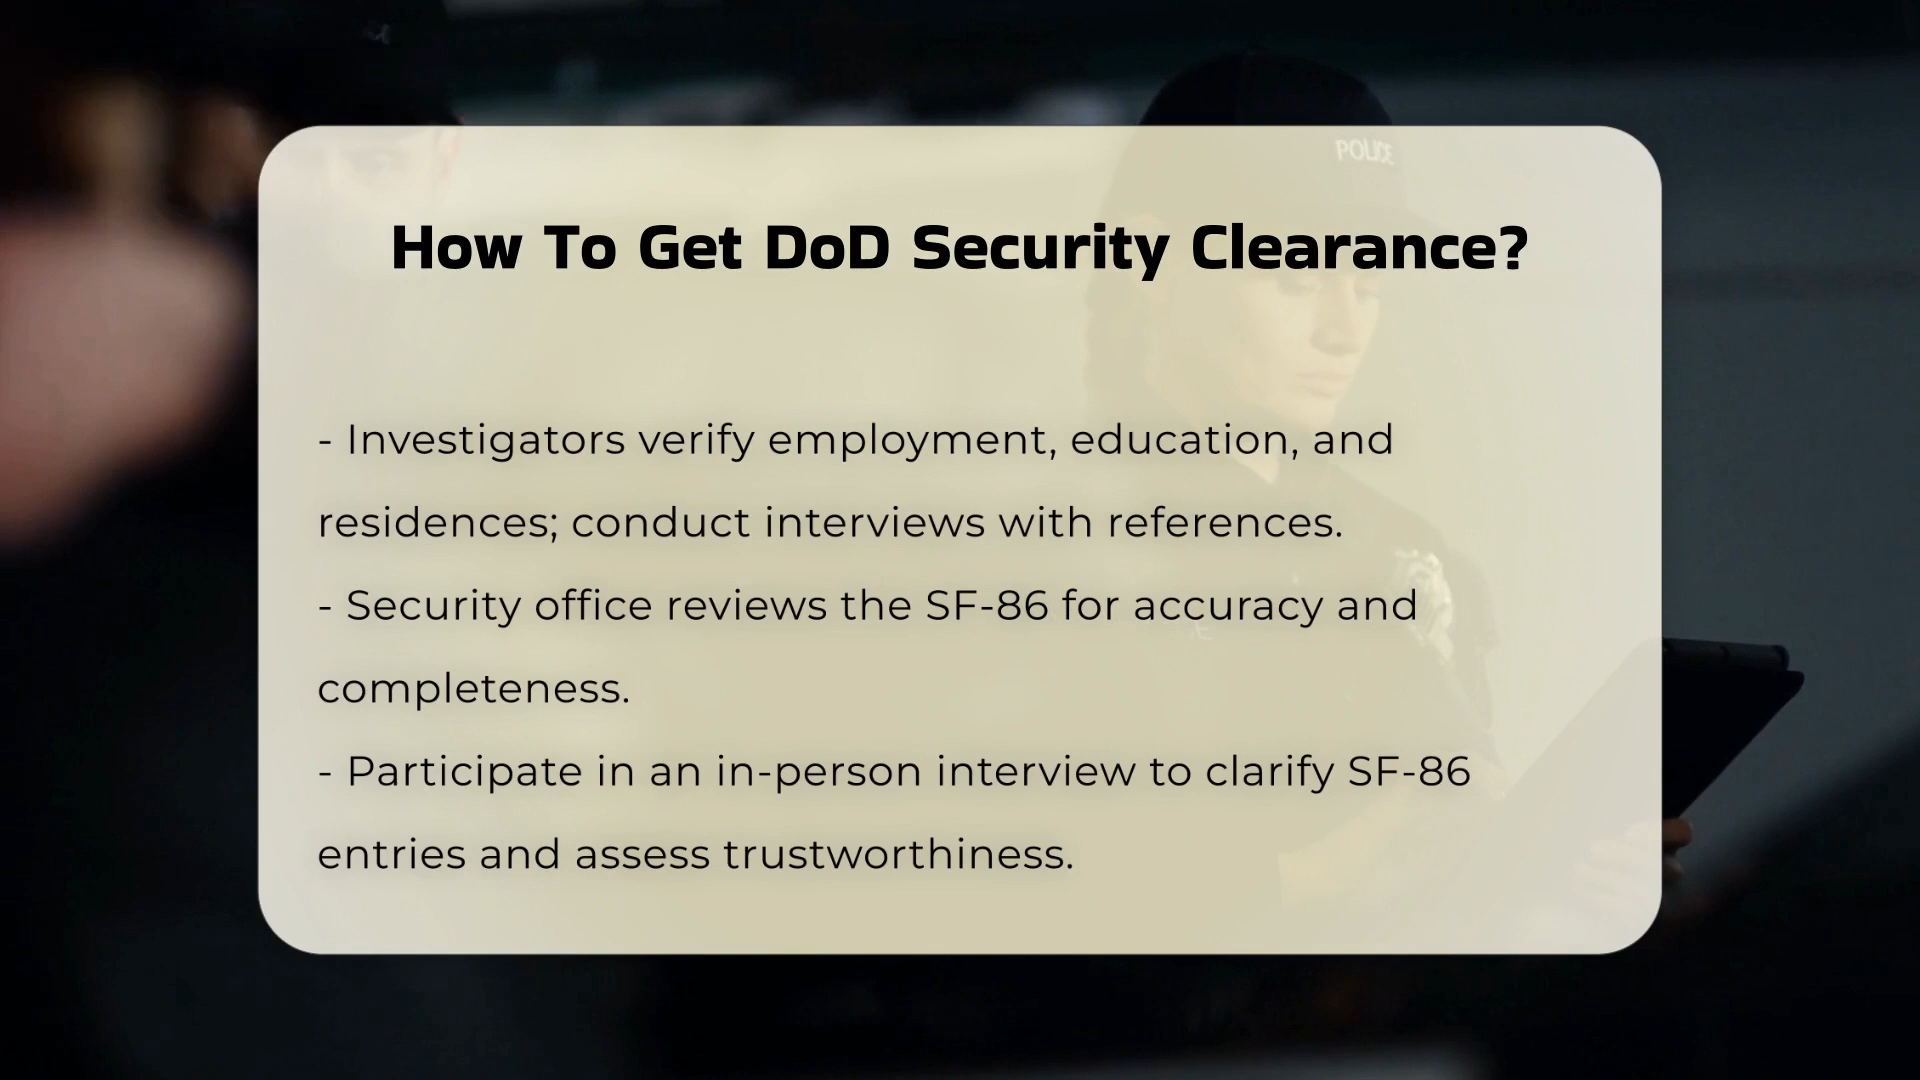 POLICE
How To Get DoD Security Clearance?
- Investigators verify employment, education, and
residences; conduct interviews with references.
- Security office reviews the SF-86 for accuracy and
completeness.
- Participate in an in-person interview to clarify SF-86
entries and assess trustworthiness.